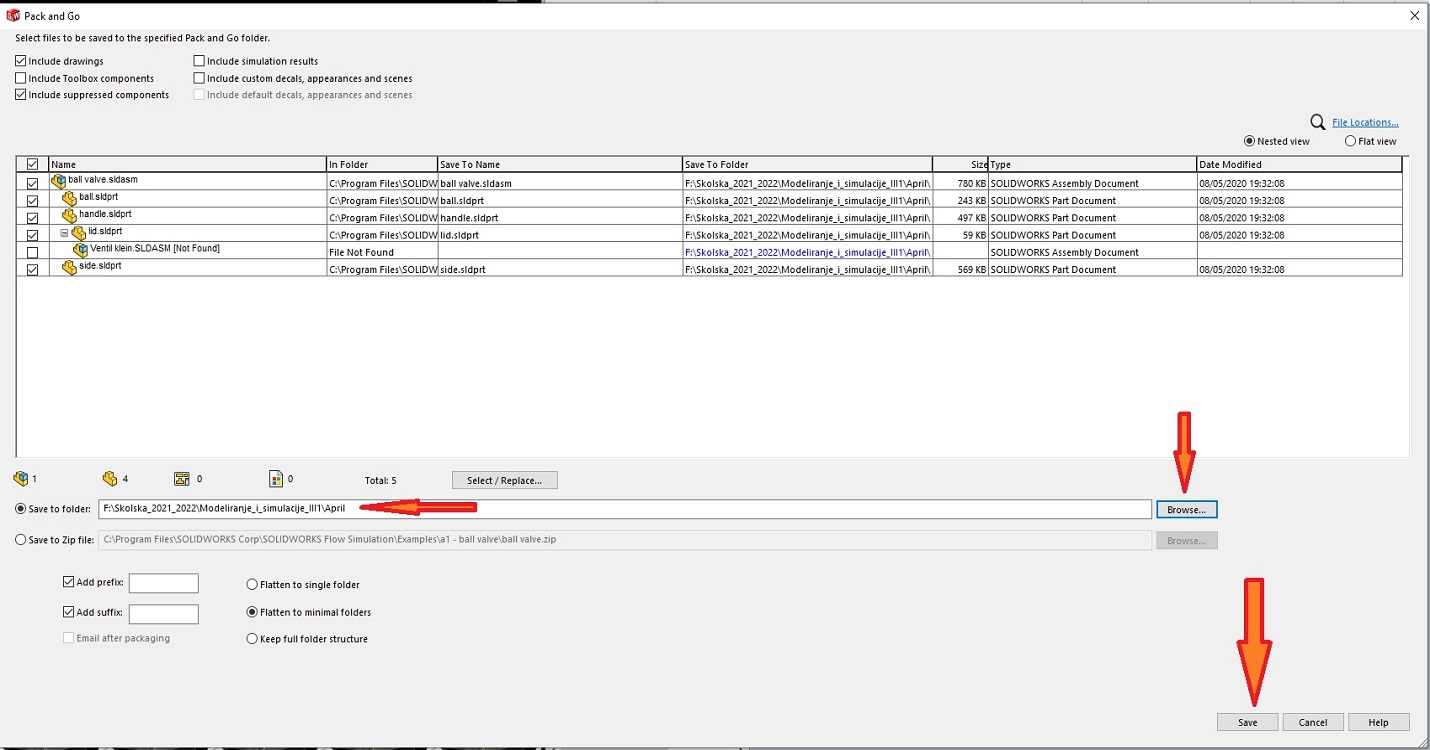 Pack and Go
Select files to be saved to the specified Pack and Go folder.
Include drawings Include simulation results
Include Toolbox components Include custom decals, appearances and scenes
Include suppressed components Include default decals, appearances and scenes
File Locations...
Nested view Flat view
Name In Folder Save To Name Save To Folder Size Type Date Modified
ball valve.sldasm C:\Program Files\SOLIDW ball valve.sldasm F:\Skolska_2021_2022\Modeliranje_i_simulacije_III1\April\ 780 KB SOLIDWORKS Assembly Document 08/05/2020 19:32:08
ball.sldprt C:\Program Files\SOLIDW ball.sldprt F:\Skolska_2021_2022\Modeliranje_i_simulacije_III1\April\ 243 KB SOLIDWORKS Part Document 08/05/2020 19:32:08
handle.sldprt C:\Program Files\SOLIDW handle.sldprt F:\Skolska_2021_2022\Modeliranje_i_simulacije_III1\April\ 497 KB SOLIDWORKS Part Document 08/05/2020 19:32:08
lid.sldprt C:\Program Files\SOLIDW lid.sldprt F:\Skolska_2021_2022\Modeliranje_i_simulacije_III1\April\ 59 KB SOLIDWORKS Part Document 08/05/2020 19:32:08
Ventil klein.SLDASM [Not Found] File Not Found F:\Skolska_2021_2022\Modeliranje_i_simulacije_III1\April\ SOLIDWORKS Assembly Document
side.sldprt C:\Program Files\SOLIDW side.sldprt F:\Skolska_2021_2022\Modeliranje_i_simulacije_III1\April\ 569 KB SOLIDWORKS Part Document 08/05/2020 19:32:08
1 4 0 0 Total: 5 Select / Replace...
Save to folder: F:\Skolska_2021_2022\Modeliranje_i_simulacije_III1\April Browse...
Save to Zip file: C:\Program Files\SOLIDWORKS Corp\SOLIDWORKS Flow Simulation\Examples\a1 - ball valve\ball valve.zip Browse...
Add prefix: Flatten to single folder
Add suffix: Flatten to minimal folders
Email after packaging Keep full folder structure
Save Cancel Help